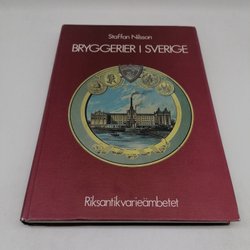 Staffan Nilsson
BRYGGERIER I SVERIGE
Riksantikvarieämbetet